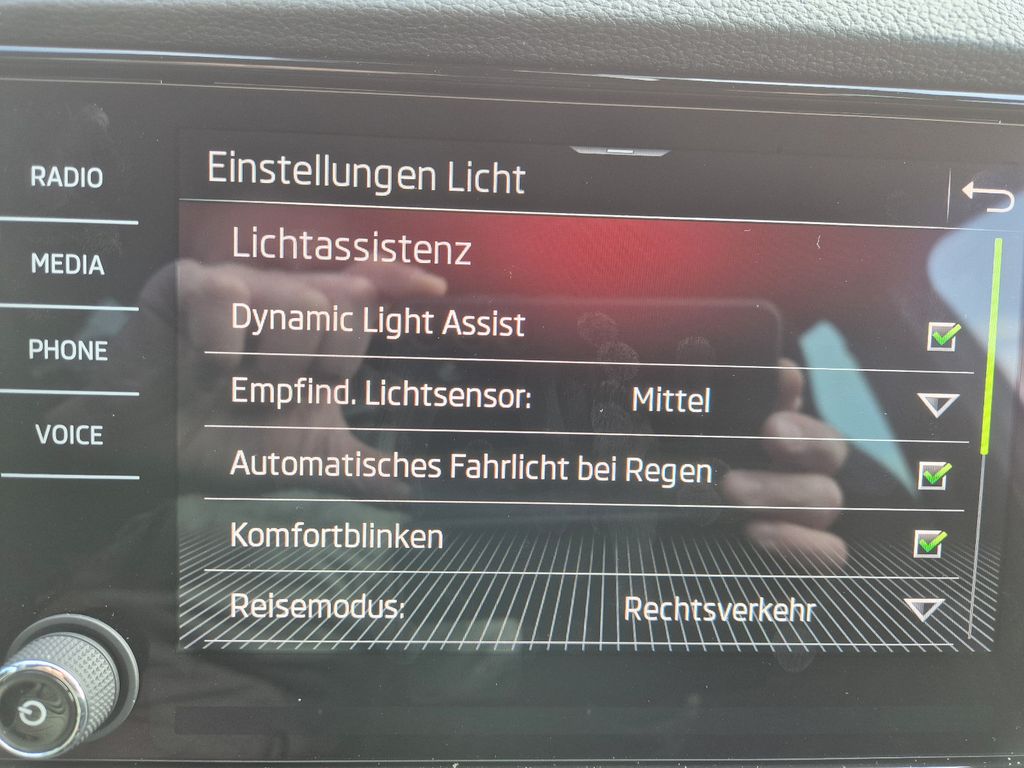 RADIO
MEDIA
PHONE
VOICE
Einstellungen Licht
Lichtassistenz
Dynamic Light Assist
Empfind. Lichtsensor: Mittel
Automatisches Fahrlicht bei Regen
Komfortblinken
Reisemodus: Rechtsverkehr